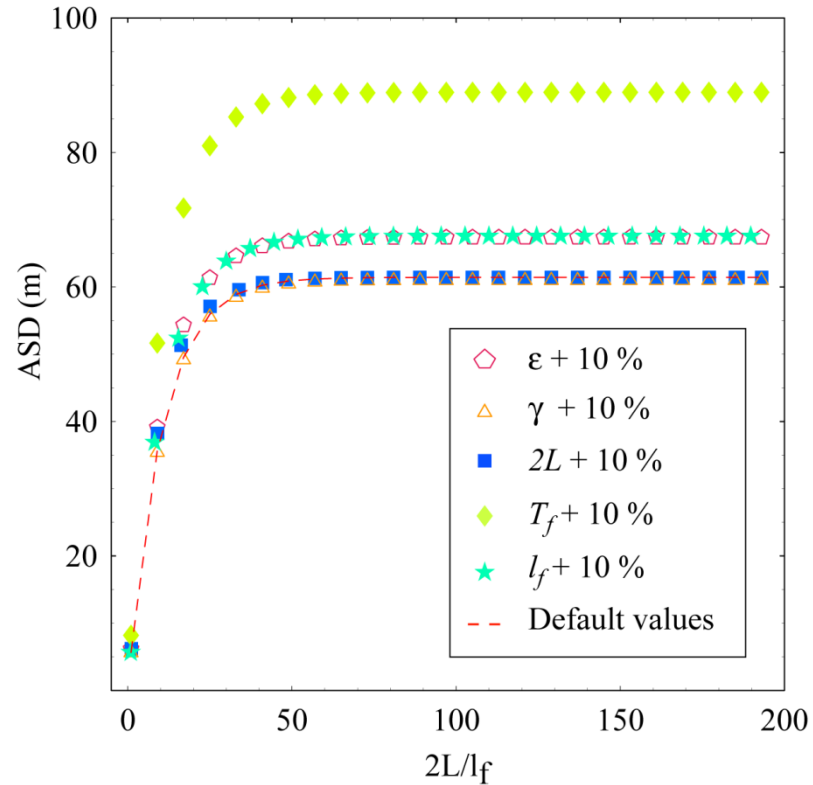 100
80
60
40
20
ASD (m)
ε + 10 %
γ + 10 %
2L + 10 %
T_f + 10 %
l_f + 10 %
Default values
0 50 100 150 200
2L/l_f